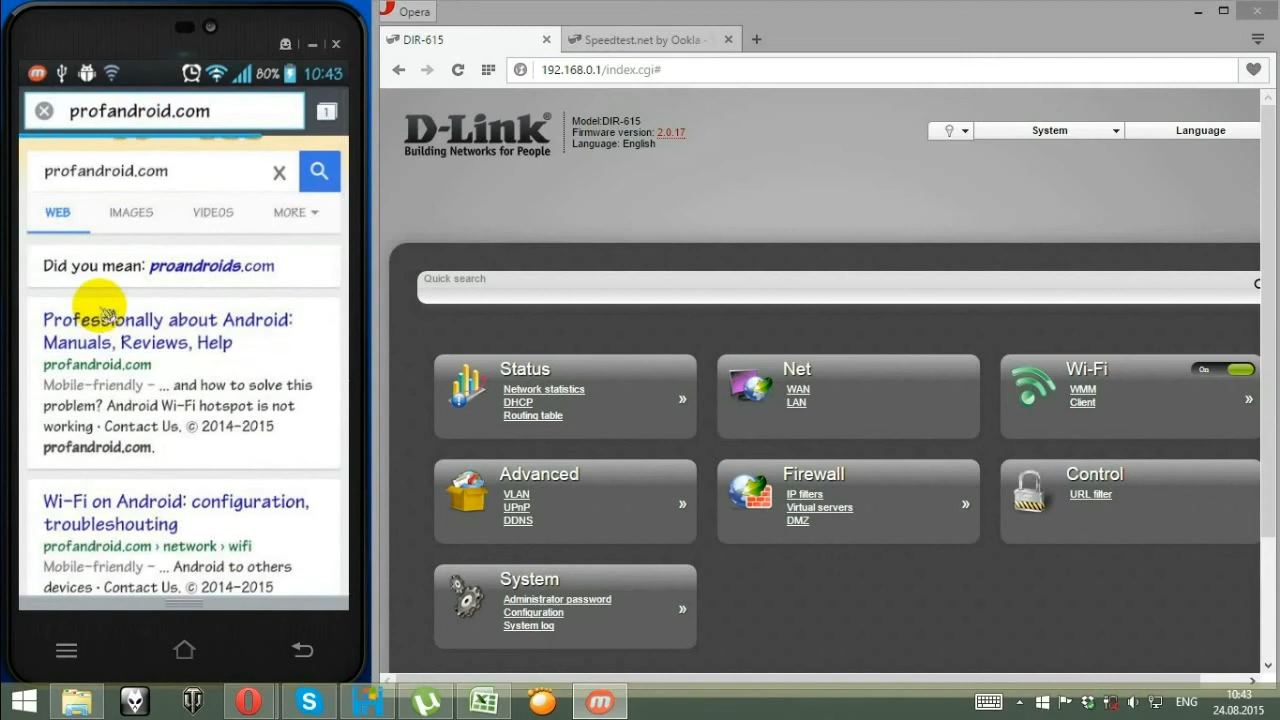 80% 10:43
profandroid.com
1
profandroid.com
WEB IMAGES VIDEOS MORE
Did you mean: proandroids.com
Professionally about Android:
Manuals, Reviews, Help
profandroid.com
Mobile-friendly - ... and how to solve this
problem? Android Wi-Fi hotspot is not
working · Contact Us. © 2014-2015
profandroid.com.
Wi-Fi on Android: configuration,
troubleshooting
profandroid.com › network › wifi
Mobile-friendly - ... Android to others
devices · Contact Us. © 2014-2015
Opera
DIR-615
Speedtest.net by Ookla -
192.168.0.1/index.cgi#
D-Link
Building Networks for People
Model:DIR-615
Firmware version: 2.0.17
Language: English
System
Language
Quick search
Status
Network statistics
DHCP
Routing table
Net
WAN
LAN
Wi-Fi
On
WMM
Client
Advanced
VLAN
UPnP
DDNS
Firewall
IP filters
Virtual servers
DMZ
Control
URL filter
System
Administrator password
Configuration
System log
ENG
10:43
24.08.2015